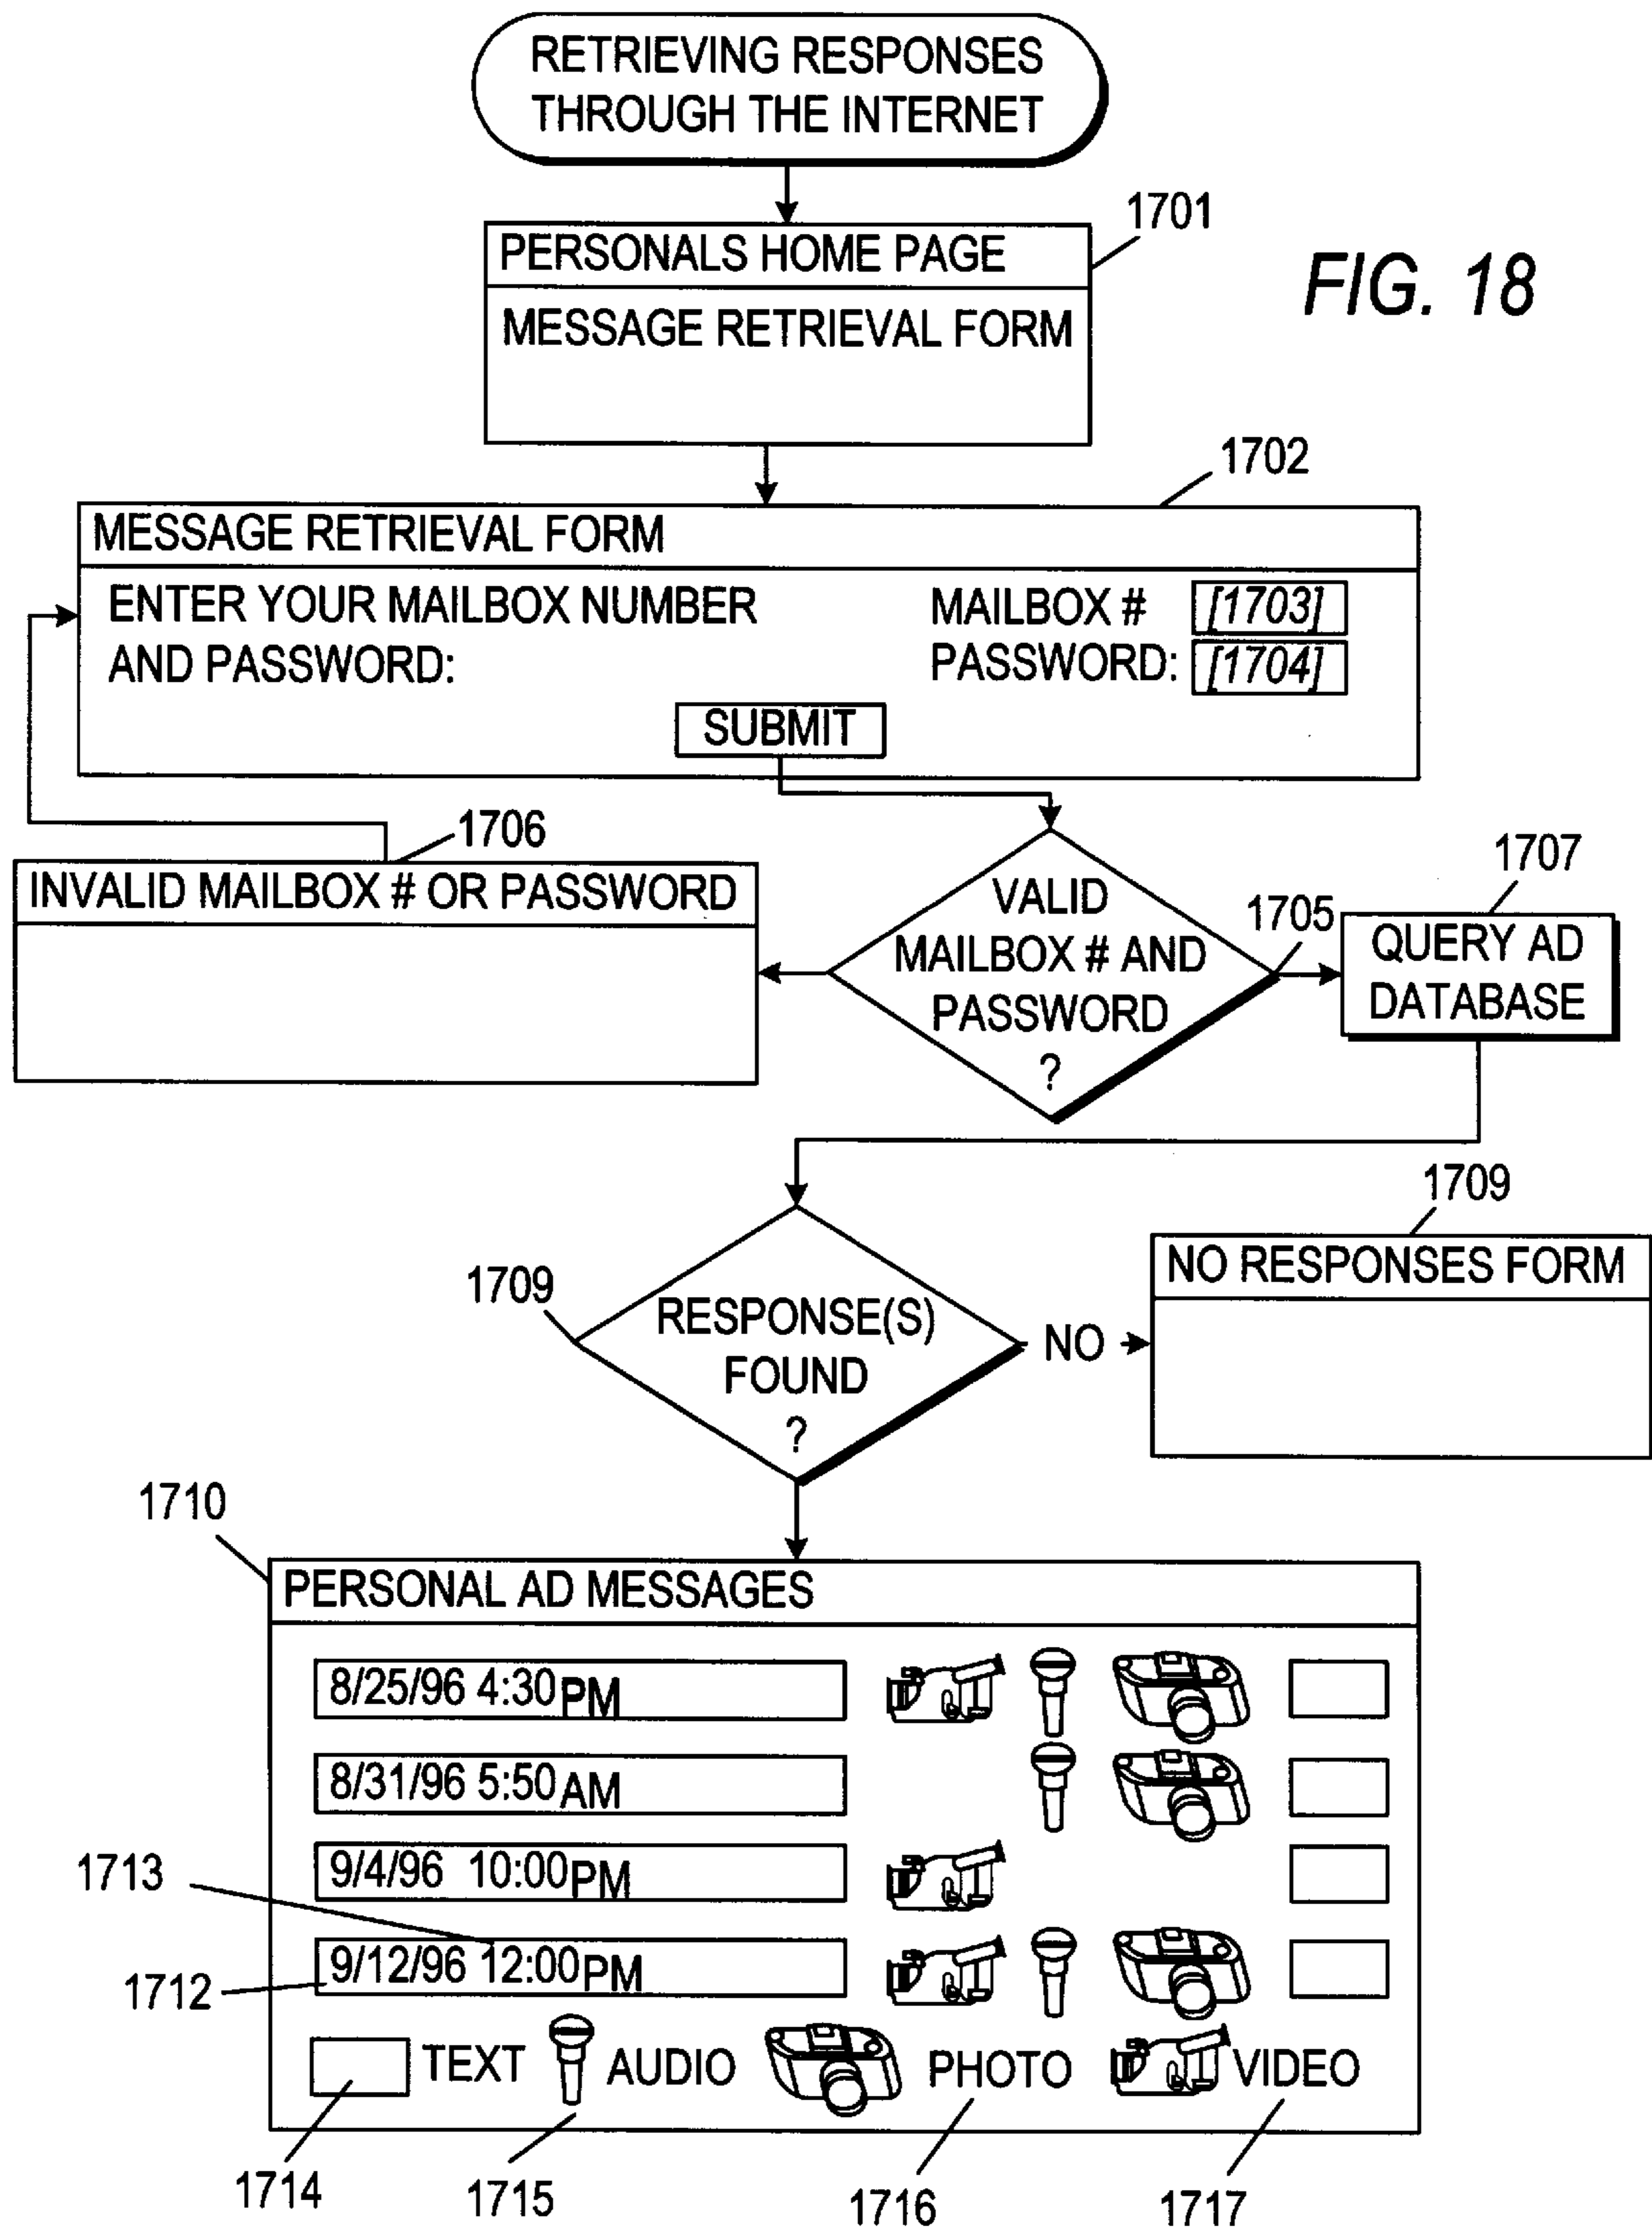 RETRIEVING RESPONSES
THROUGH THE INTERNET
1701
PERSONALS HOME PAGE
FIG. 18
MESSAGE RETRIEVAL FORM
1702
MESSAGE RETRIEVAL FORM
ENTER YOUR MAILBOX NUMBER
AND PASSWORD:
MAILBOX # [1703]
PASSWORD: [1704]
SUBMIT
1706
INVALID MAILBOX # OR PASSWORD
VALID
MAILBOX # AND
PASSWORD
?
1705
1707
QUERY AD
DATABASE
1709
RESPONSE(S)
FOUND
?
NO
1709
NO RESPONSES FORM
1710
PERSONAL AD MESSAGES
8/25/96 4:30PM
8/31/96 5:50AM
9/4/96 10:00PM
1713
9/12/96 12:00PM
1712
TEXT AUDIO PHOTO VIDEO
1714 1715 1716 1717